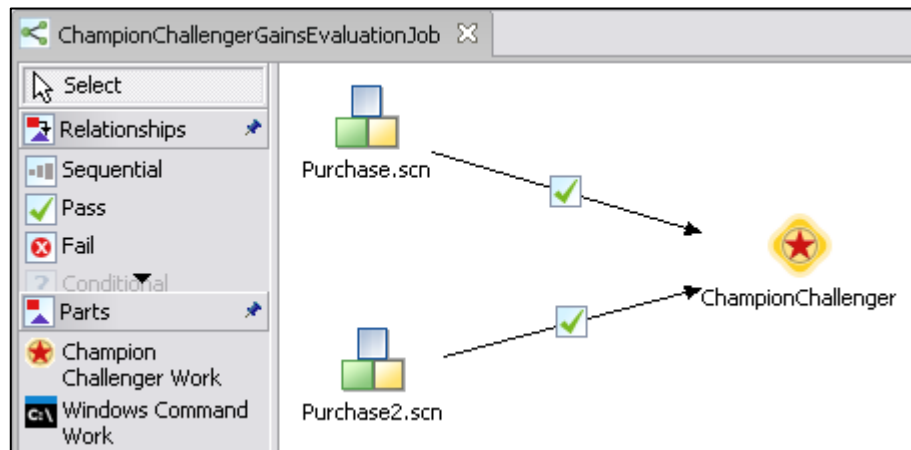 ChampionChallengerGainsEvaluationJob
Select
Relationships
Sequential
Pass
Fail
? Conditional
Parts
Champion
Challenger Work
C:\ Windows Command
Work
Purchase.scn
Purchase2.scn
ChampionChallenger